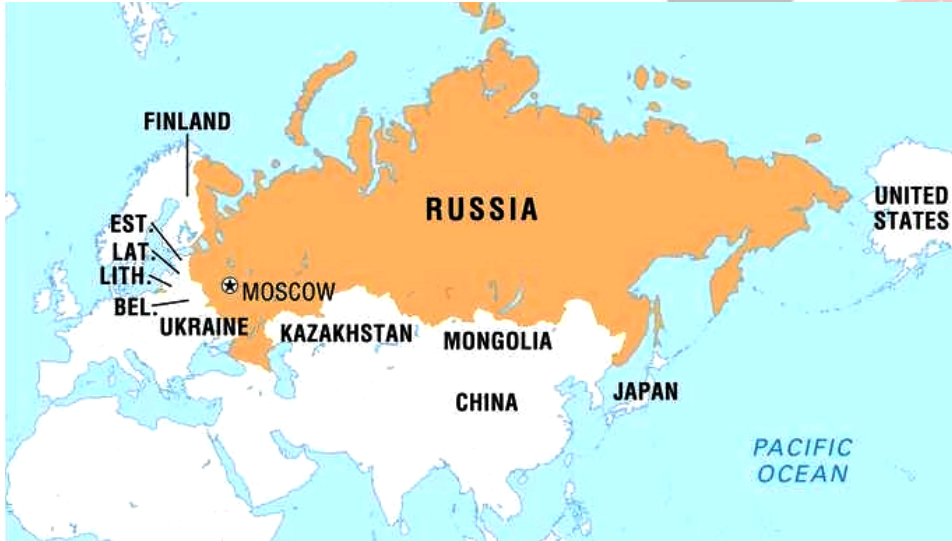 FINLAND
RUSSIA
UNITED
STATES
EST.
LAT.
LITH.
BEL.
MOSCOW
UKRAINE
KAZAKHSTAN
MONGOLIA
CHINA
JAPAN
PACIFIC
OCEAN